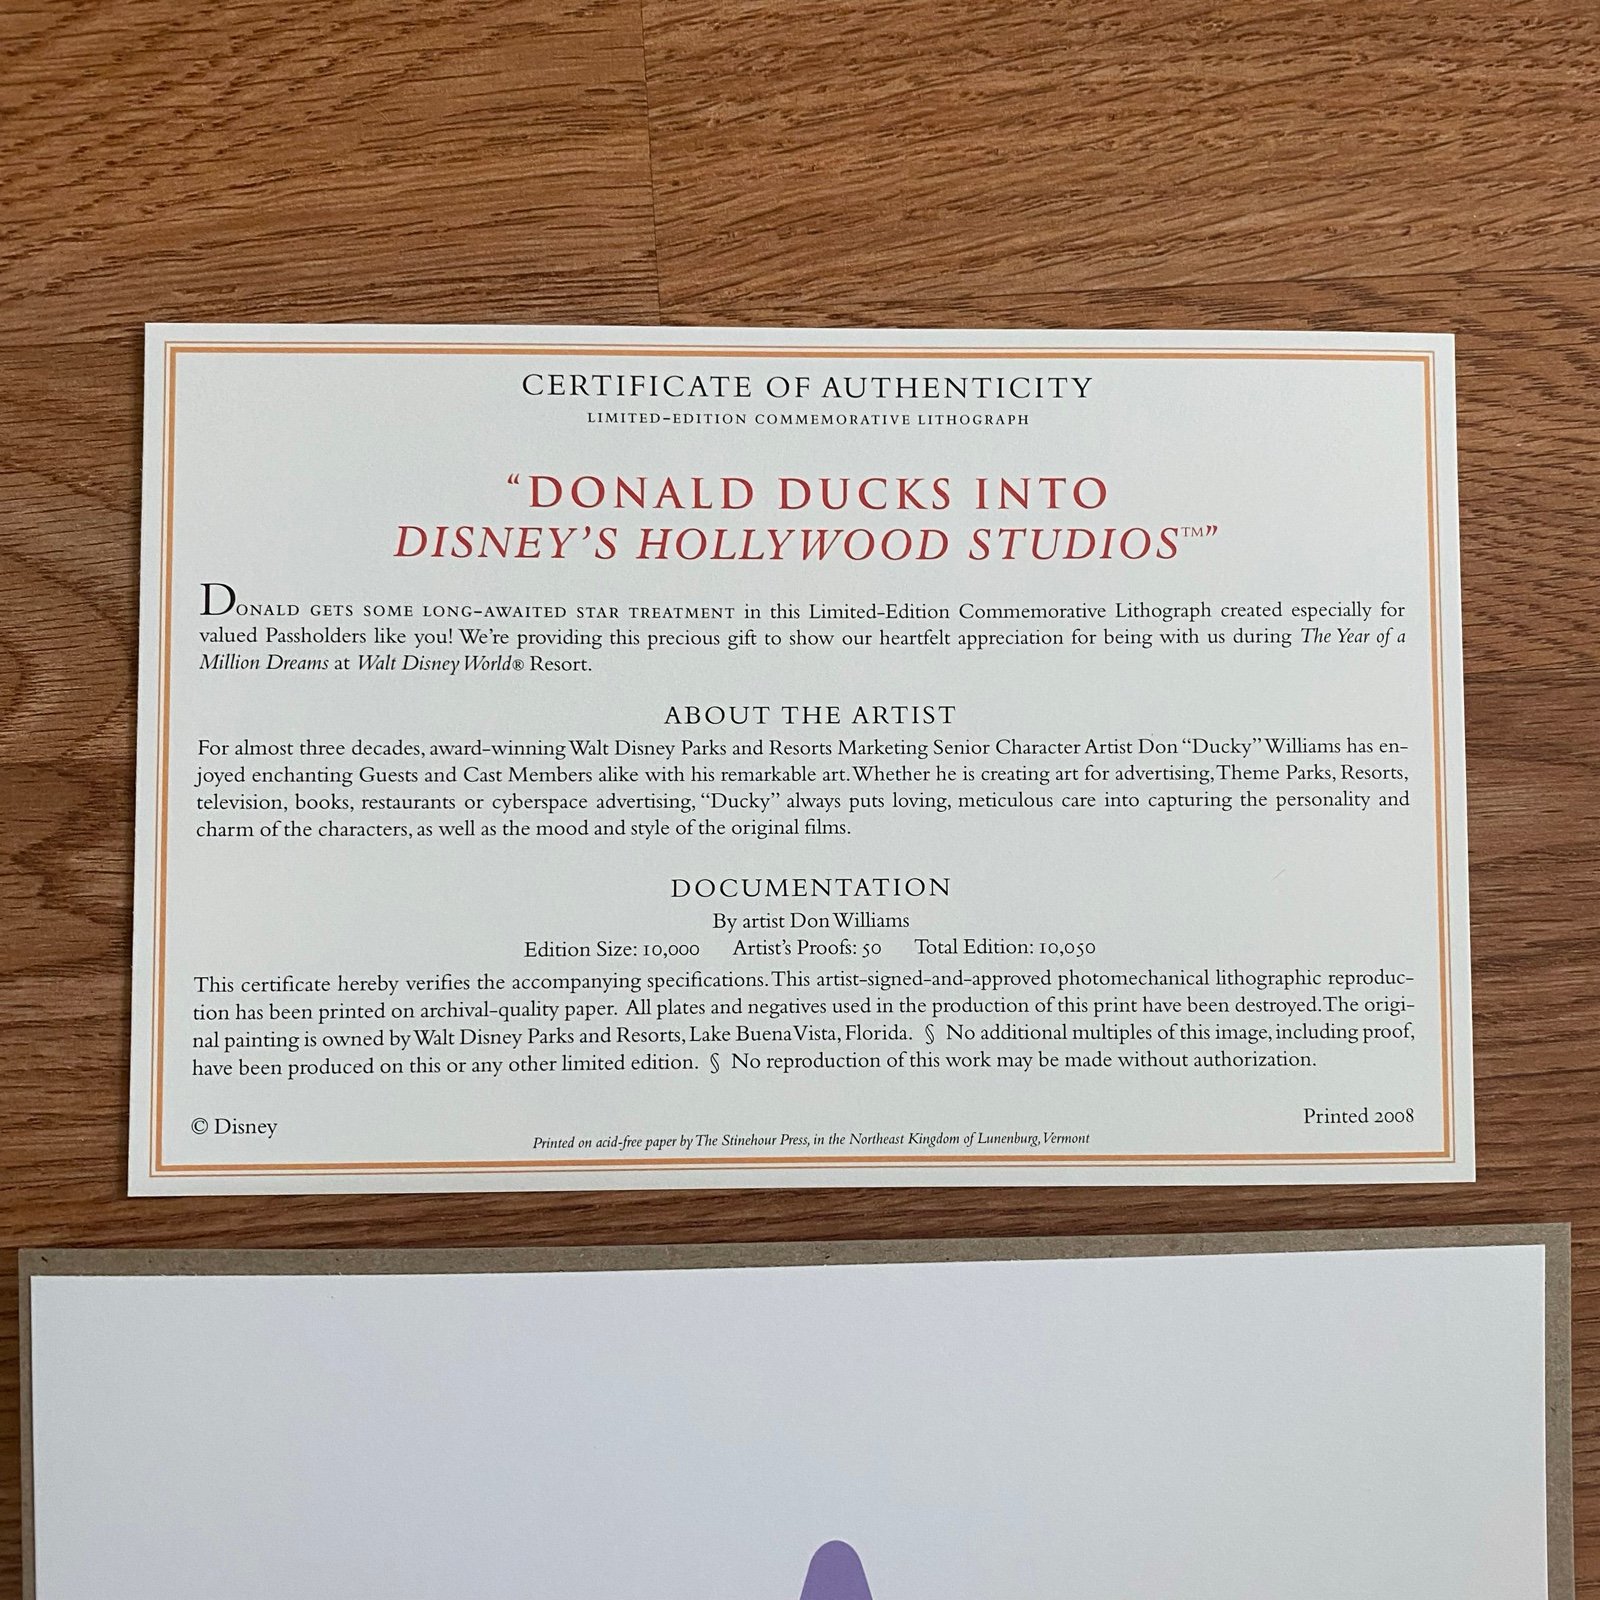 CERTIFICATE OF AUTHENTICITY
LIMITED-EDITION COMMEMORATIVE LITHOGRAPH
“DONALD DUCKS INTO
DISNEY’S HOLLYWOOD STUDIOS™”
DONALD GETS SOME LONG-AWAITED STAR TREATMENT in this Limited-Edition Commemorative Lithograph created especially for
valued Passholders like you! We’re providing this precious gift to show our heartfelt appreciation for being with us during The Year of a
Million Dreams at Walt Disney World® Resort.
ABOUT THE ARTIST
For almost three decades, award-winning Walt Disney Parks and Resorts Marketing Senior Character Artist Don “Ducky” Williams has en-
joyed enchanting Guests and Cast Members alike with his remarkable art. Whether he is creating art for advertising, Theme Parks, Resorts,
television, books, restaurants or cyberspace advertising, “Ducky” always puts loving, meticulous care into capturing the personality and
charm of the characters, as well as the mood and style of the original films.
DOCUMENTATION
By artist Don Williams
Edition Size: 10,000 Artist’s Proofs: 50 Total Edition: 10,050
This certificate hereby verifies the accompanying specifications. This artist-signed-and-approved photomechanical lithographic reproduc-
tion has been printed on archival-quality paper. All plates and negatives used in the production of this print have been destroyed. The origi-
nal painting is owned by Walt Disney Parks and Resorts, Lake Buena Vista, Florida. § No additional multiples of this image, including proof,
have been produced on this or any other limited edition. § No reproduction of this work may be made without authorization.
© Disney
Printed 2008
Printed on acid-free paper by The Stinehour Press, in the Northeast Kingdom of Lunenburg, Vermont